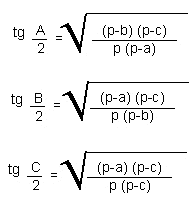 tg A/2 = √((p-b) (p-c) / p (p-a))
tg B/2 = √((p-a) (p-c) / p (p-b))
tg C/2 = √((p-a) (p-c) / p (p-c))